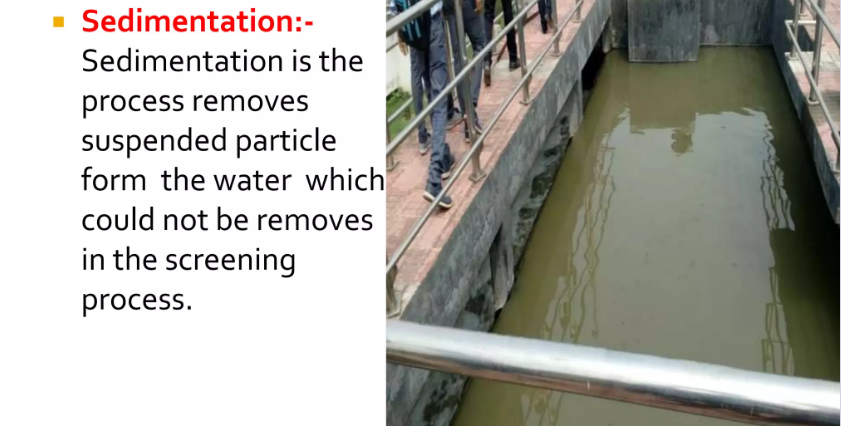 Sedimentation:-
Sedimentation is the
process removes
suspended particle
form the water which
could not be removes
in the screening
process.